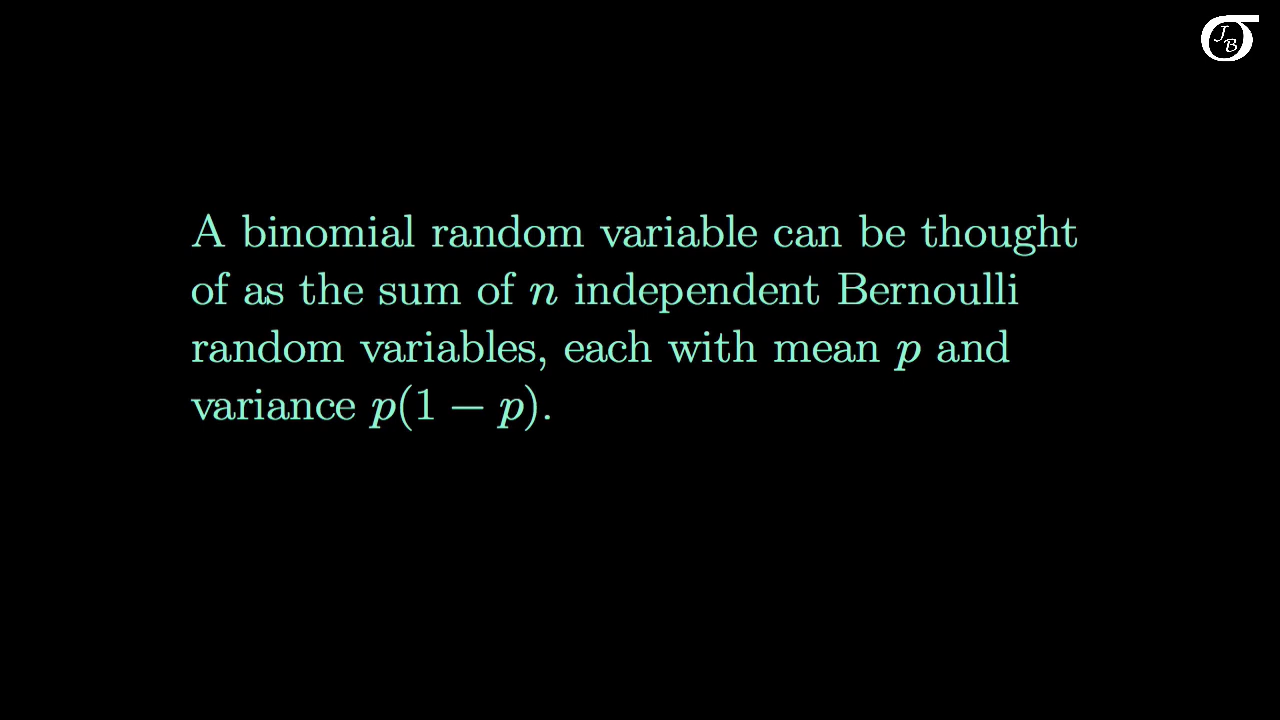 JB
A binomial random variable can be thought
of as the sum of n independent Bernoulli
random variables, each with mean p and
variance p(1 − p).